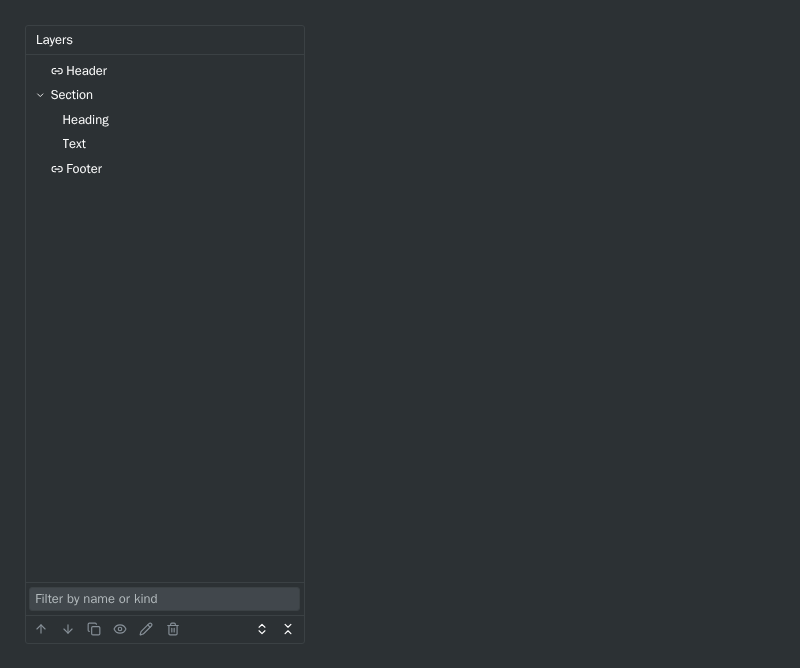 Layers
Header
Section
Heading
Text
Footer
Filter by name or kind